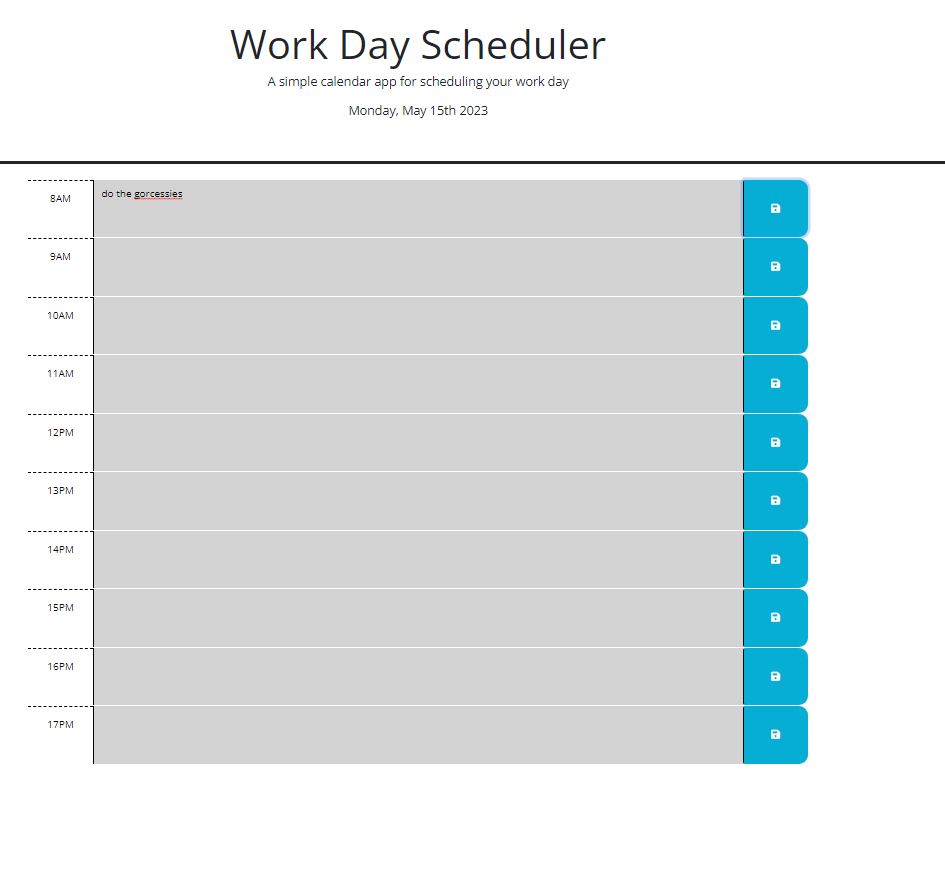 Work Day Scheduler
A simple calendar app for scheduling your work day
Monday, May 15th 2023
8AM do the gorcessies
9AM
10AM
11AM
12PM
13PM
14PM
15PM
16PM
17PM